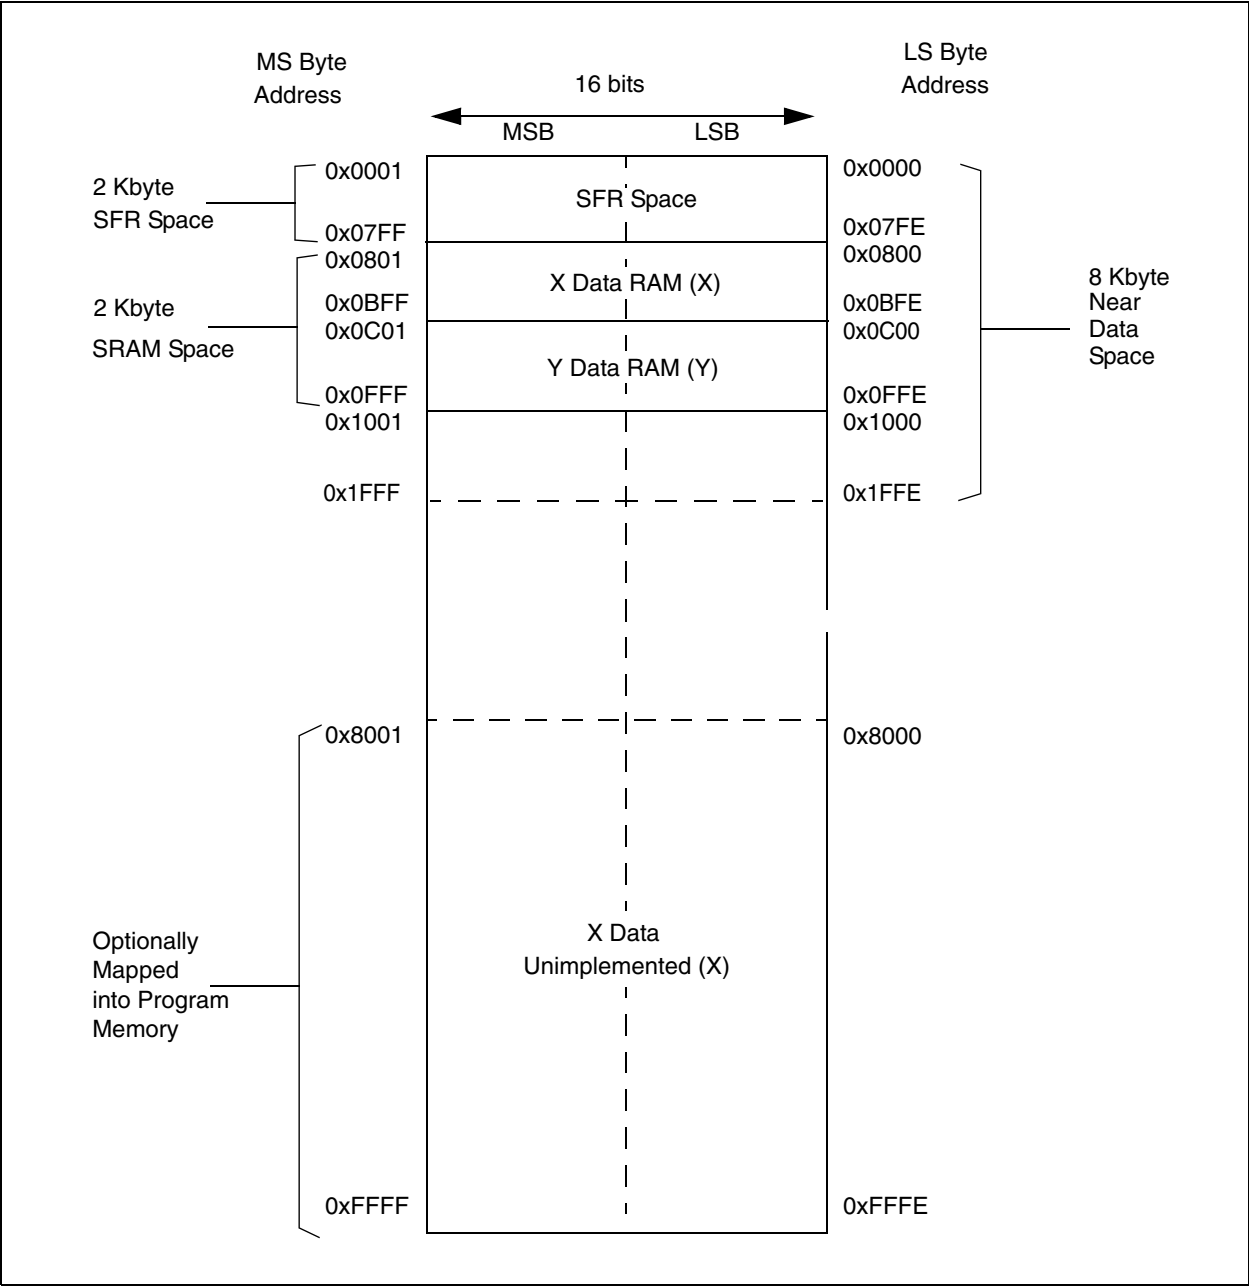 MS Byte
Address
16 bits
LS Byte
Address
MSB
LSB
2 Kbyte
SFR Space
0x0001
SFR Space
0x0000
0x07FF
0x07FE
0x0801
0x0800
2 Kbyte
SRAM Space
X Data RAM (X)
0x0BFF
0x0BFE
0x0C01
0x0C00
8 Kbyte
Near
Data
Space
Y Data RAM (Y)
0x0FFF
0x0FFE
0x1001
0x1000
0x1FFF
0x1FFE
0x8001
0x8000
Optionally
Mapped
into Program
Memory
X Data
Unimplemented (X)
0xFFFF
0xFFFE